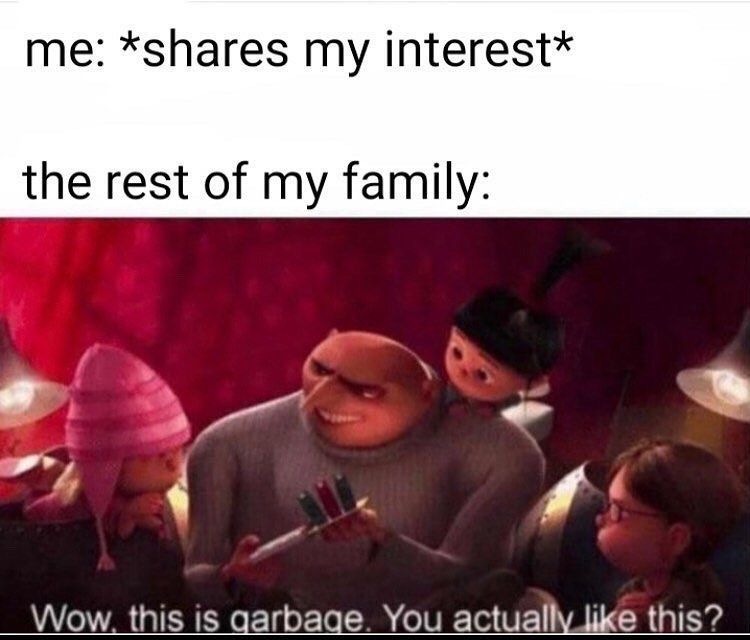 me: *shares my interest*
the rest of my family:
Wow, this is garbage. You actually like this?